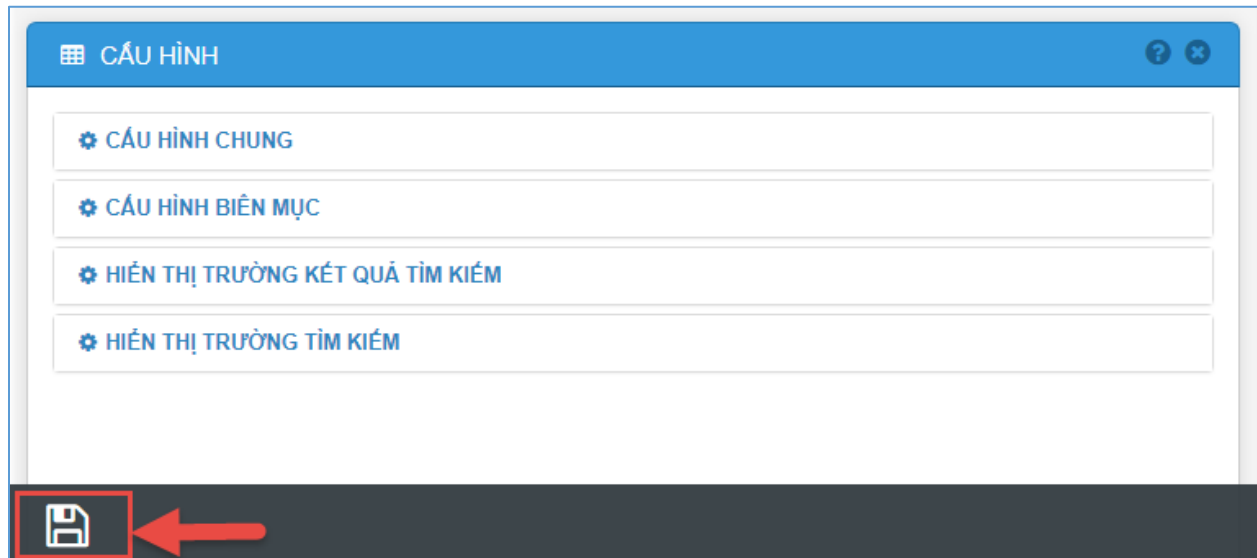 CẤU HÌNH
CẤU HÌNH CHUNG
CẤU HÌNH BIÊN MỤC
HIỂN THỊ TRƯỜNG KẾT QUẢ TÌM KIẾM
HIỂN THỊ TRƯỜNG TÌM KIẾM